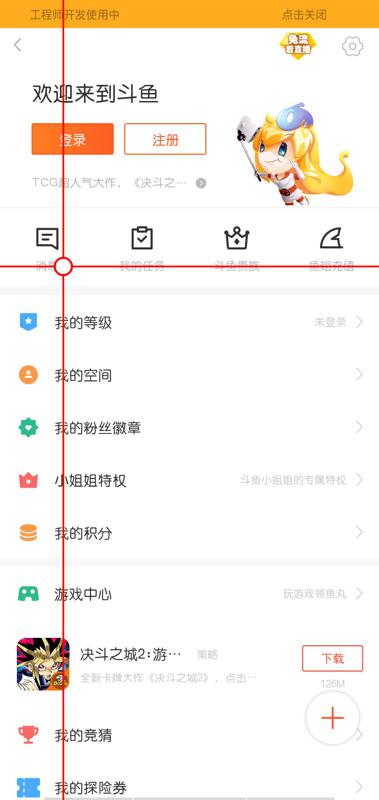 工程师开发使用中 点击关闭
免流
看直播
欢迎来到斗鱼
登录 注册
TCG超人气大作，《决斗之…
消息 我的任务 斗鱼贵族 鱼翅充值
我的等级 未登录
我的空间
我的粉丝徽章
小姐姐特权 斗鱼小姐姐的专属特权
我的积分
游戏中心 玩游戏领鱼丸
决斗之城2:游… 策略
下载
全新卡牌大作《决斗之城2》，点击…
126M
我的竞猜
我的探险券